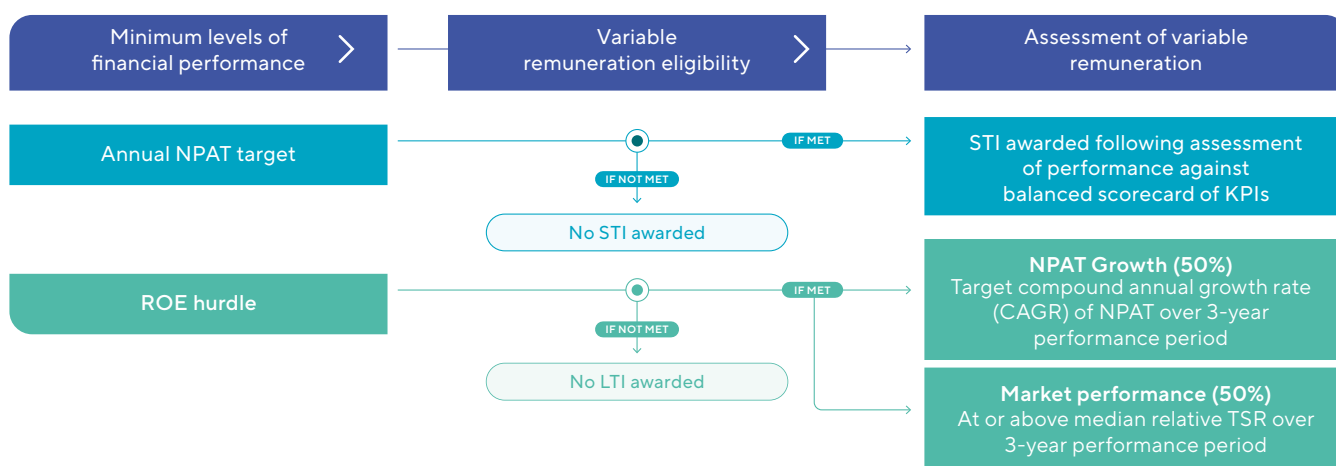 Minimum levels of
financial performance
Variable
remuneration eligibility
Assessment of variable
remuneration
Annual NPAT target
IF MET
IF NOT MET
No STI awarded
STI awarded following assessment
of performance against
balanced scorecard of KPIs
ROE hurdle
IF MET
IF NOT MET
No LTI awarded
NPAT Growth (50%)
Target compound annual growth rate
(CAGR) of NPAT over 3-year
performance period
Market performance (50%)
At or above median relative TSR over
3-year performance period